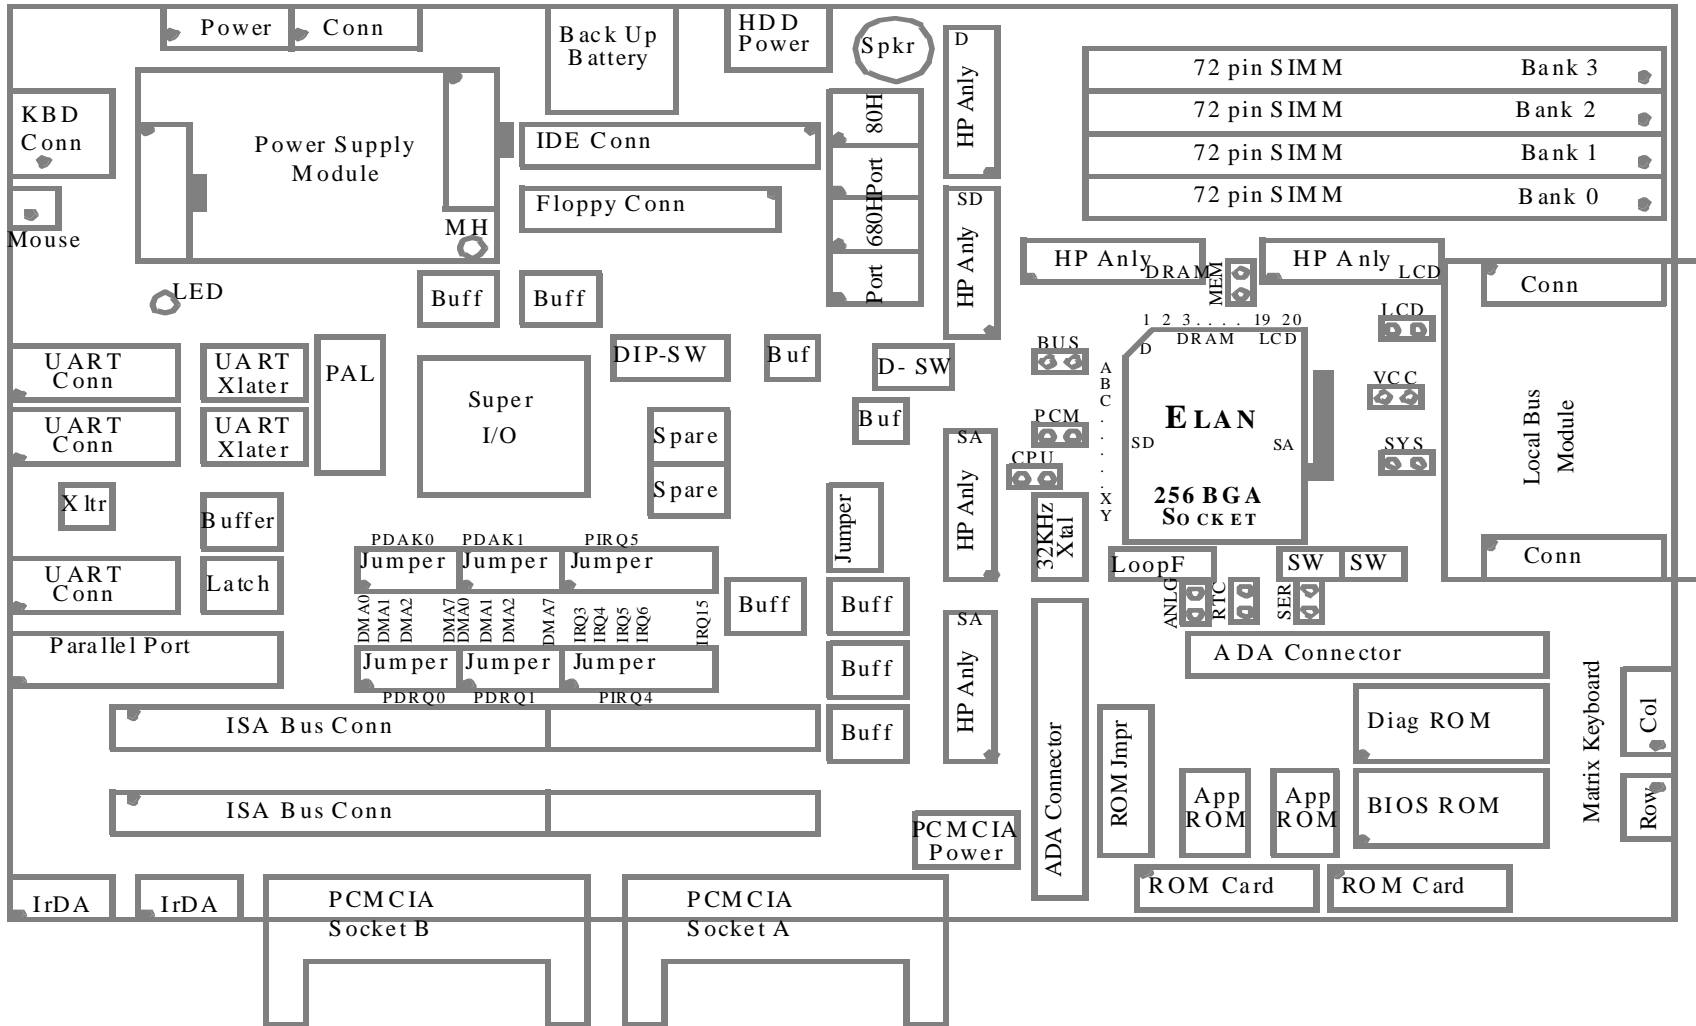 Power
Conn
Back Up
Battery
HDD
Power
Spkr
D
HP Anly
72 pin SIMM Bank 3
72 pin SIMM Bank 2
72 pin SIMM Bank 1
72 pin SIMM Bank 0
KBD
Conn
Mouse
Power Supply
Module
MH
LED
IDE Conn
Floppy Conn
80H
Port
680H
Port
SD
HP Anly
HP Anly
DRAM
MEM
HP Anly
LCD
Conn
Buff
Buff
UART
Conn
UART
Xlater
PAL
UART
Conn
UART
Xlater
Super
I/O
DIP-SW
Buf
D- SW
Buf
Spare
Spare
BUS
PCM
CPU
A
B
C
.
.
.
.
.
X
Y
1 2 3. . . . 19 20
D
DRAM
LCD
ELAN
SD
SA
256 BGA
SOCKET
LCD
VCC
SYS
Local Bus
Module
Conn
Xltr
Buffer
UART
Conn
Latch
Parallel Port
PDAK0
PDAK1
PIRQ5
Jumper
Jumper
Jumper
DMA0
DMA1
DMA2
DMA7
DMA0
DMA1
DMA2
DMA7
IRQ3
IRQ4
IRQ5
IRQ6
IRQ15
Jumper
Jumper
Jumper
PDRQ0
PDRQ1
PIRQ4
Jumper
Buff
Buff
Buff
Buff
SA
HP Anly
SA
HP Anly
32KHz
Xtal
LoopF
SW
SW
ANLG
RTC
SER
ADA Connector
ADA Connector
ISA Bus Conn
ISA Bus Conn
PCMCIA
Power
ROM Jmpr
App
ROM
App
ROM
Diag ROM
BIOS ROM
Matrix Keyboard
Col
Row
ROM Card
ROM Card
IrDA
IrDA
PCMCIA
Socket B
PCMCIA
Socket A